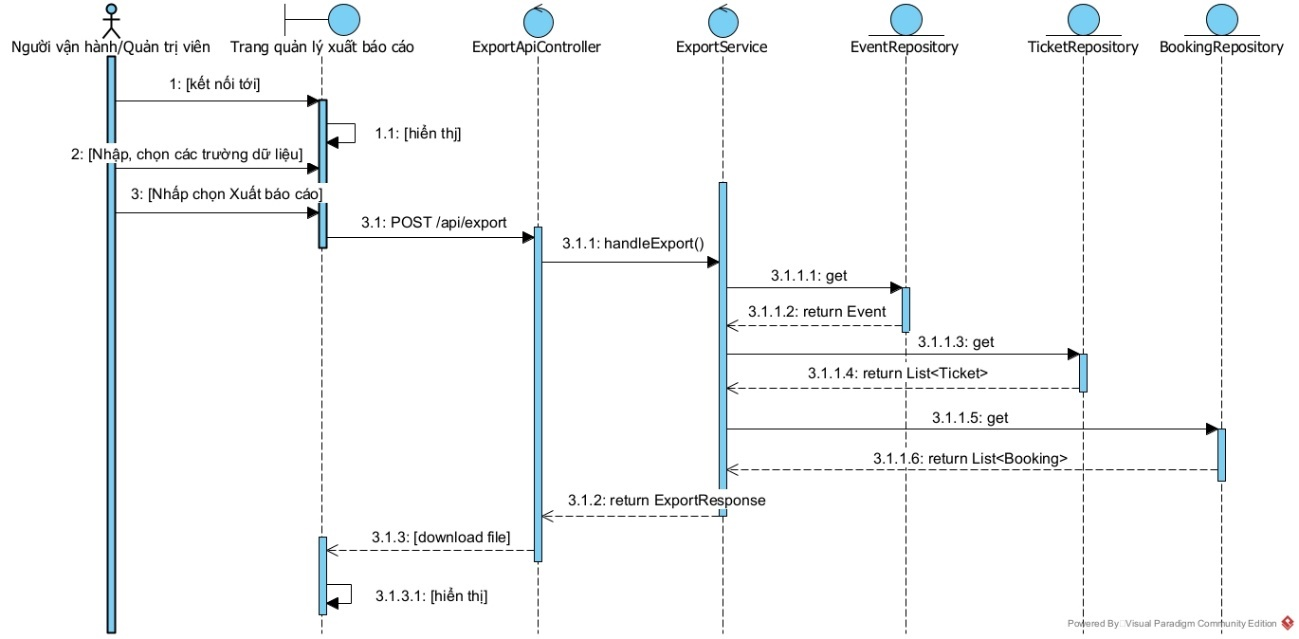 Người vận hành/Quản trị viên
Trang quản lý xuất báo cáo
ExportApiController
ExportService
EventRepository
TicketRepository
BookingRepository
1: [kết nối tới]
1.1: [hiển thị]
2: [Nhập, chọn các trường dữ liệu]
3: [Nhấp chọn Xuất báo cáo]
3.1: POST /api/export
3.1.1: handleExport()
3.1.1.1: get
3.1.1.2: return Event
3.1.1.3: get
3.1.1.4: return List<Ticket>
3.1.1.5: get
3.1.1.6: return List<Booking>
3.1.2: return ExportResponse
3.1.3: [download file]
3.1.3.1: [hiển thị]
Powered By Visual Paradigm Community Edition